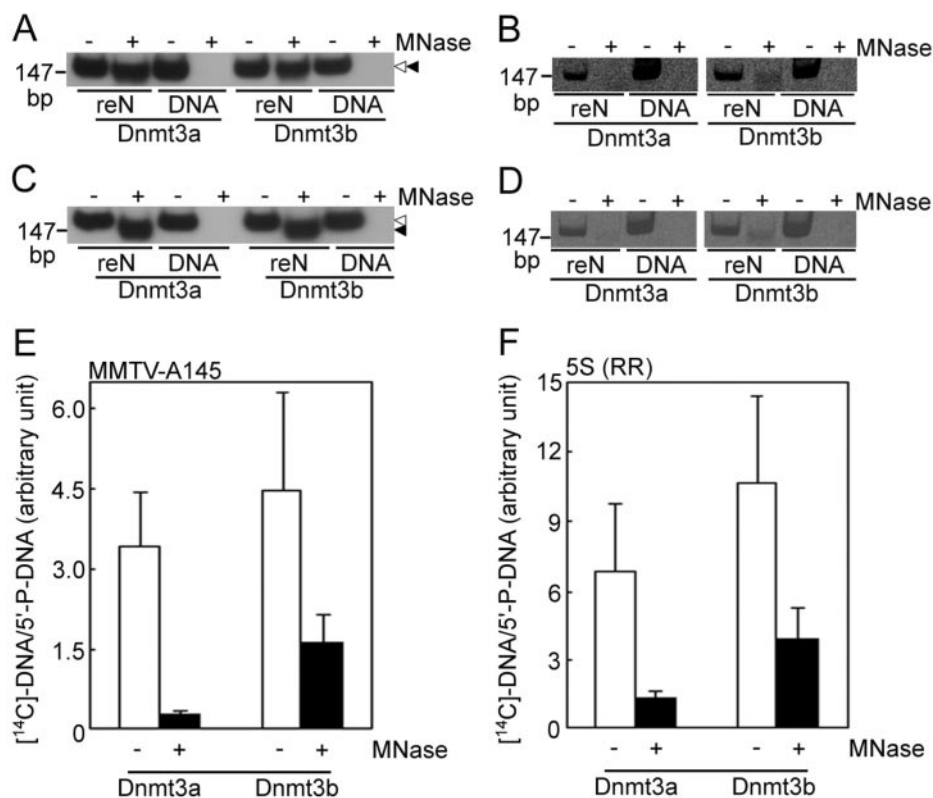 A
- + - + - + - + MNase
147
bp
reN DNA reN DNA
Dnmt3a Dnmt3b
B
- + - + - + - +
147
bp
reN DNA reN DNA
Dnmt3a Dnmt3b
C
- + - + - + - + MNase
147
bp
reN DNA reN DNA
Dnmt3a Dnmt3b
D
- + - + - + - +
147
bp
reN DNA reN DNA
Dnmt3a Dnmt3b
E
MMTV-A145
[¹⁴C]-DNA/5'-P-DNA (arbitrary unit)
6.0
4.5
3.0
1.5
0
- + - +
Dnmt3a Dnmt3b
F
5S (RR)
[¹⁴C]-DNA/5'-P-DNA (arbitrary unit)
15
12
9
6
3
0
- + - + MNase
Dnmt3a Dnmt3b